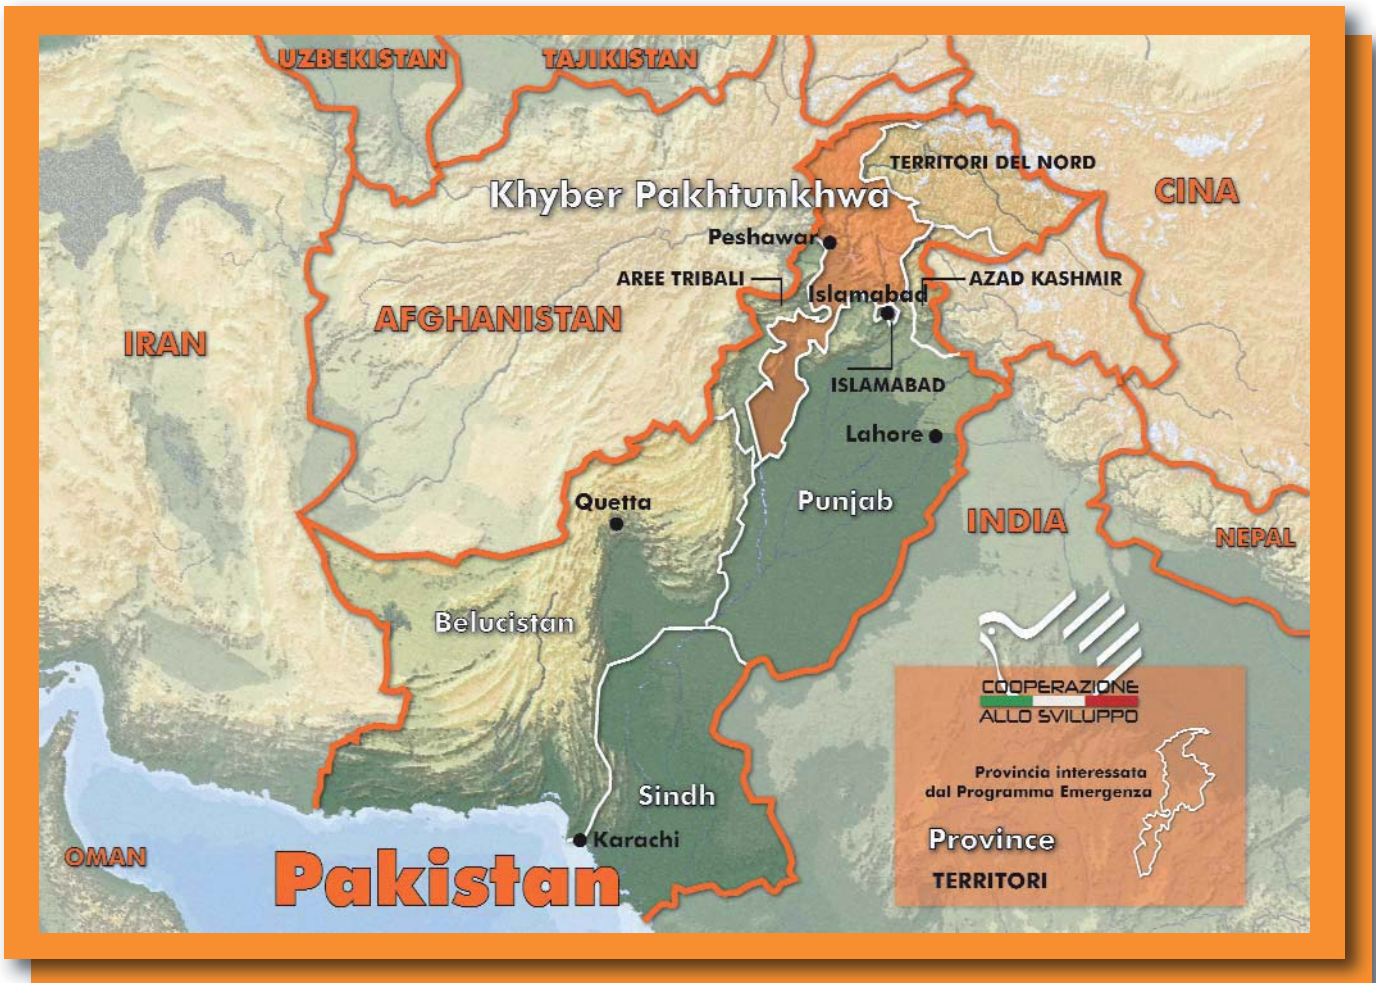 UZBEKISTAN
TAJIKISTAN
TERRITORI DEL NORD
Khyber Pakhtunkhwa
CINA
Peshawar
AREE TRIBALI
AZAD KASHMIR
Islamabad
AFGHANISTAN
IRAN
ISLAMABAD
Lahore
Quetta
Punjab
INDIA
NEPAL
Belucistan
COOPERAZIONE
ALLO SVILUPPO
Provincia interessata
dal Programma Emergenza
Sindh
Karachi
Province
OMAN
Pakistan
TERRITORI